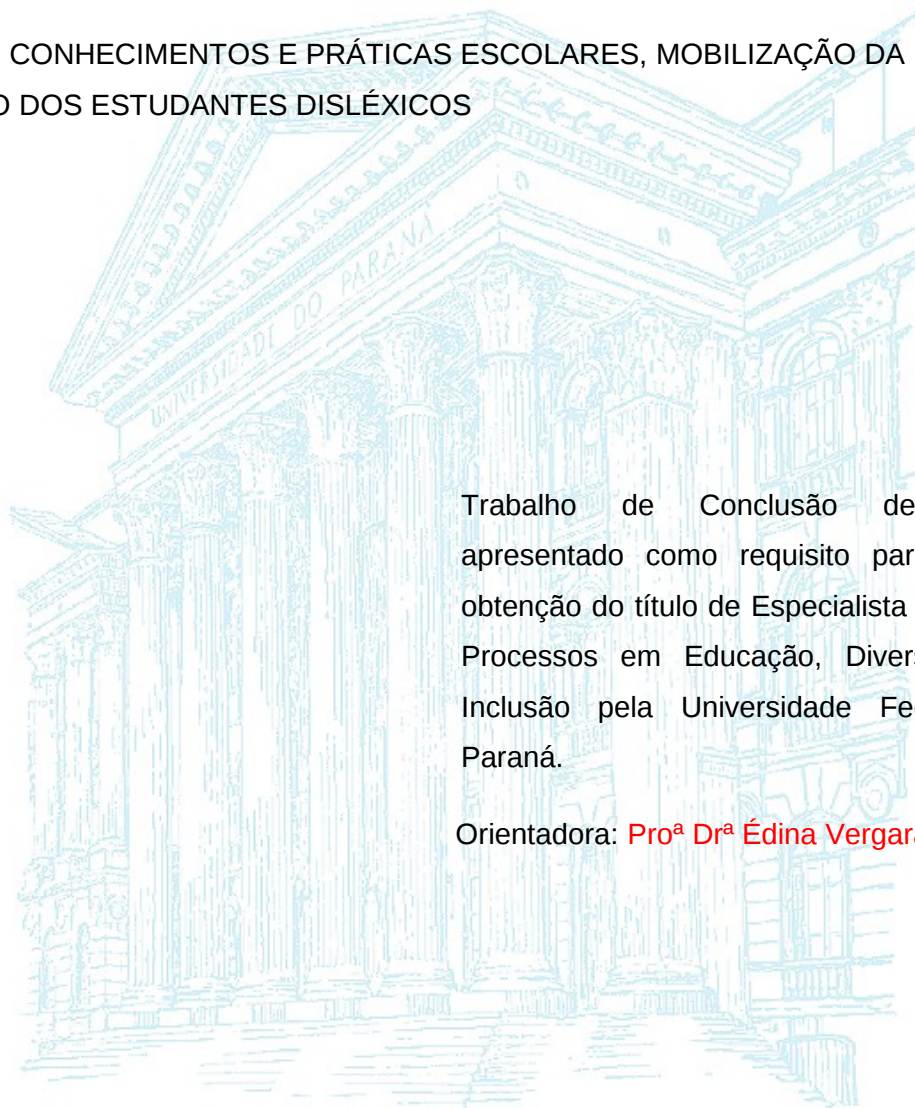 CONHECIMENTOS E PRÁTICAS ESCOLARES, MOBILIZAÇÃO DA
O DOS ESTUDANTES DISLÉXICOS
UNIVERSIDADE DO PARANÁ
Trabalho de Conclusão de
apresentado como requisito par
obtenção do título de Especialista
Processos em Educação, Divers
Inclusão pela Universidade Fe
Paraná.
Orientadora: Proª Drª Édina Vergara